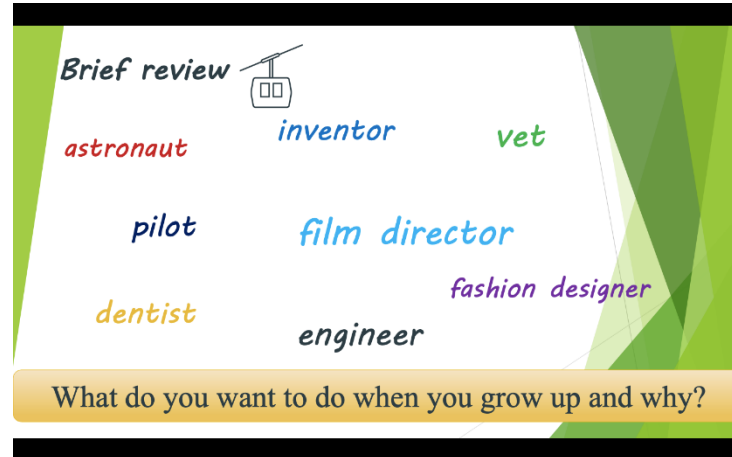 Brief review
astronaut
inventor
vet
pilot
film director
fashion designer
dentist
engineer
What do you want to do when you grow up and why?